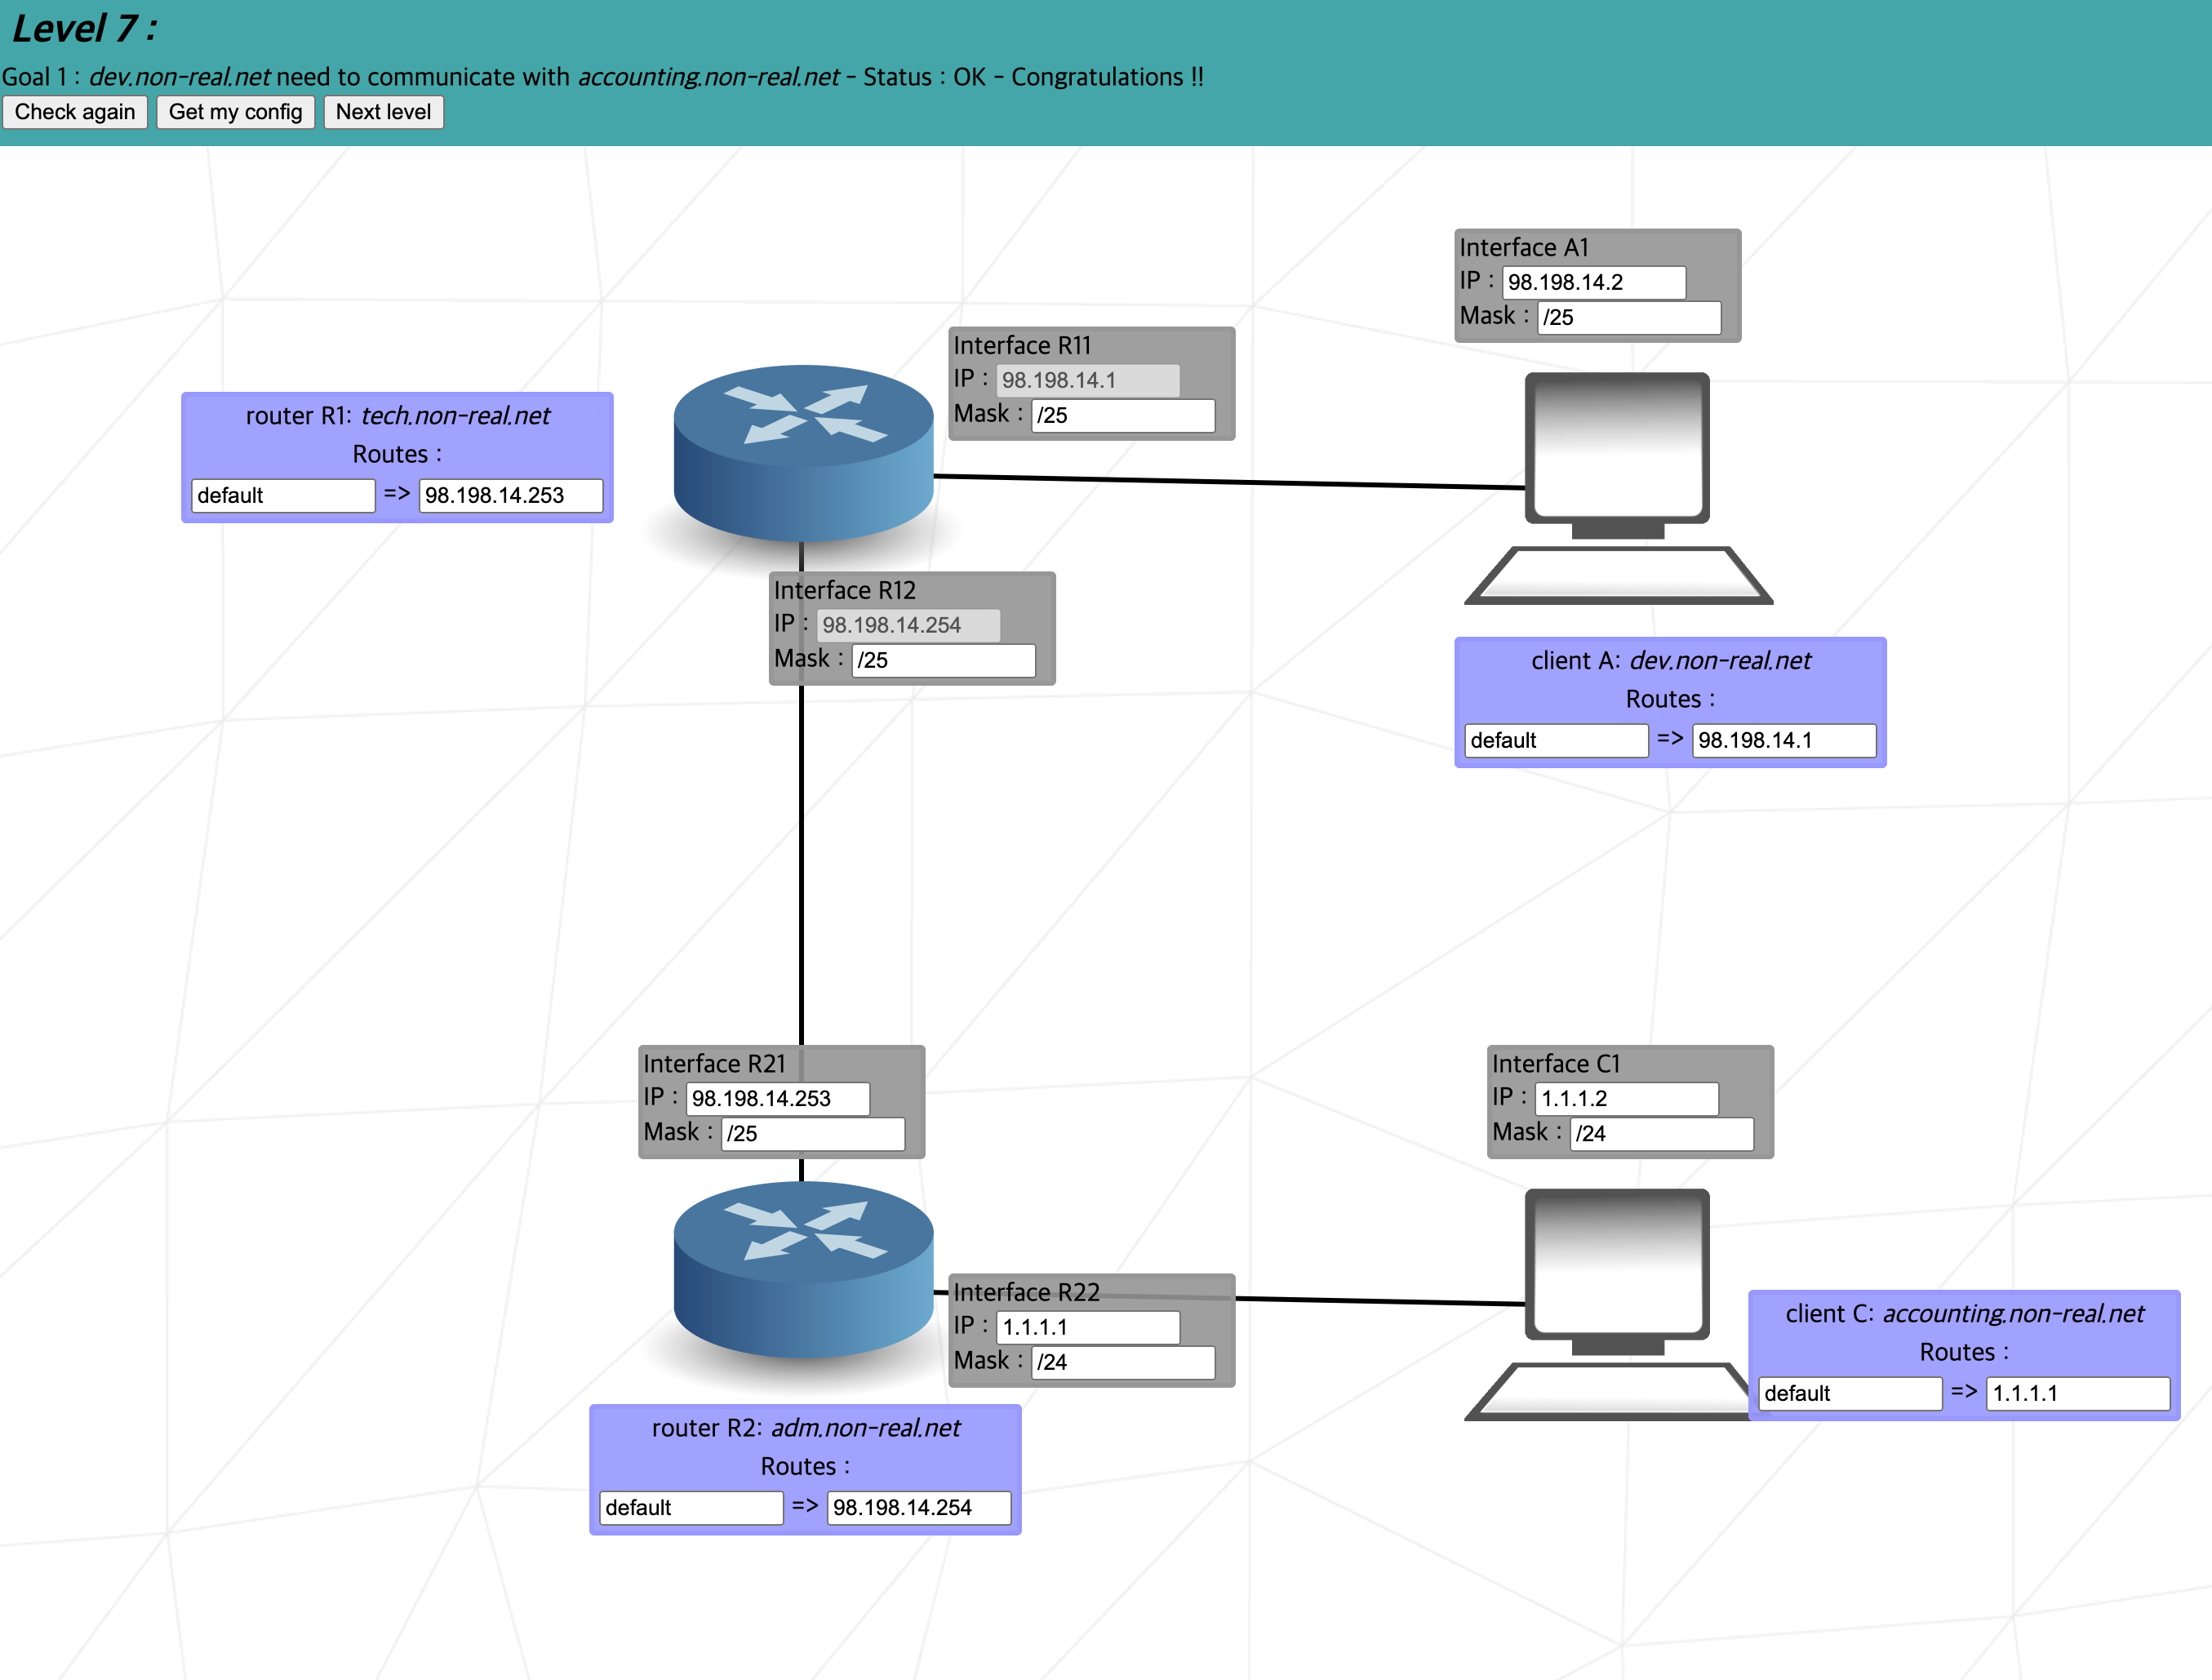 Level 7 :
Goal 1 : dev.non-real.net need to communicate with accounting.non-real.net - Status : OK - Congratulations !!
Check again Get my config Next level
Interface A1
IP : 98.198.14.2
Mask : /25
Interface R11
IP : 98.198.14.1
Mask : /25
router R1: tech.non-real.net
Routes :
default => 98.198.14.253
Interface R12
IP : 98.198.14.254
Mask : /25
client A: dev.non-real.net
Routes :
default => 98.198.14.1
Interface R21
IP : 98.198.14.253
Mask : /25
Interface C1
IP : 1.1.1.2
Mask : /24
Interface R22
IP : 1.1.1.1
Mask : /24
client C: accounting.non-real.net
Routes :
default => 1.1.1.1
router R2: adm.non-real.net
Routes :
default => 98.198.14.254